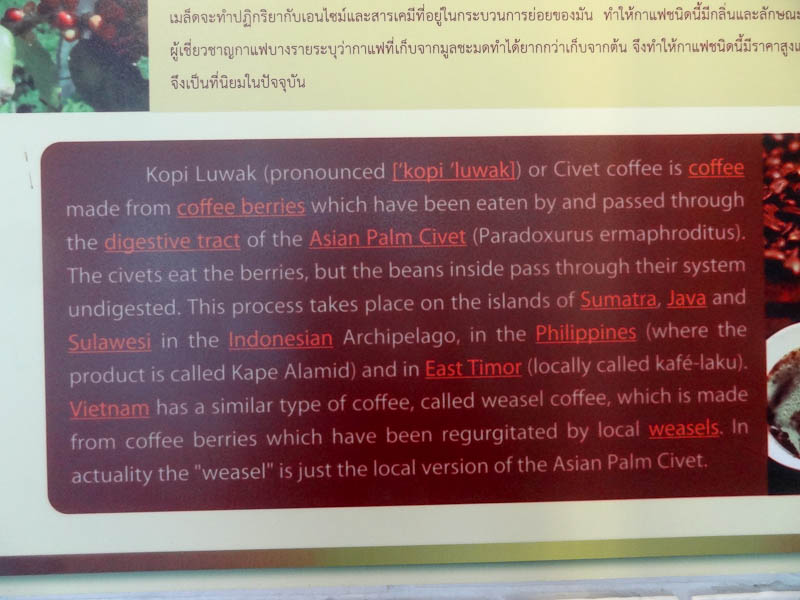 เมล็ดจะทำปฏิกริยากับเอนไซม์และสารเคมีที่อยู่ในกระบวนการย่อยของมัน ทำให้กาแฟชนิดนี้มีกลิ่นและลักษณะ
ผู้เชี่ยวชาญกาแฟบางรายระบุว่ากาแฟที่เก็บจากมูลชะมดทำได้ยากกว่าเก็บจากต้น จึงทำให้กาแฟชนิดนี้มีราคาสูง
จึงเป็นที่นิยมในปัจจุบัน
Kopi Luwak (pronounced ['kopi 'luwak]) or Civet coffee is coffee
made from coffee berries which have been eaten by and passed through
the digestive tract of the Asian Palm Civet (Paradoxurus ermaphroditus).
The civets eat the berries, but the beans inside pass through their system
undigested. This process takes place on the islands of Sumatra, Java and
Sulawesi in the Indonesian Archipelago, in the Philippines (where the
product is called Kape Alamid) and in East Timor (locally called kafé-laku).
Vietnam has a similar type of coffee, called weasel coffee, which is made
from coffee berries which have been regurgitated by local weasels. In
actuality the "weasel" is just the local version of the Asian Palm Civet.